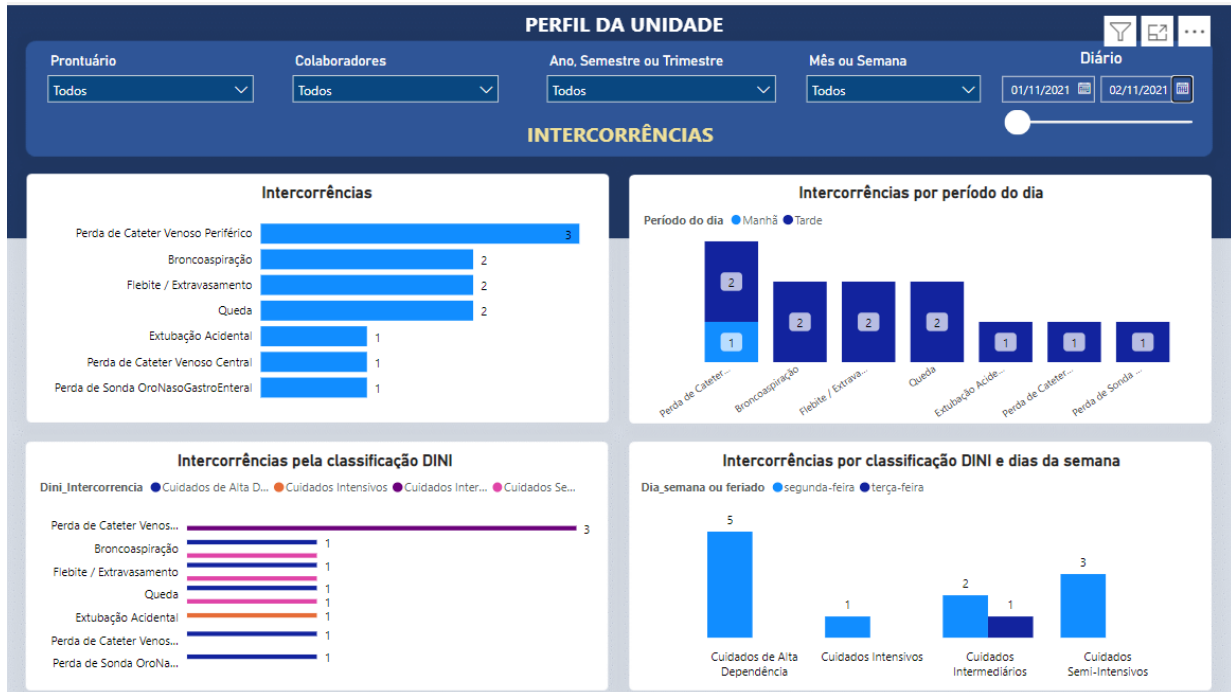 PERFIL DA UNIDADE
Prontuário
Colaboradores
Ano, Semestre ou Trimestre
Mês ou Semana
Diário
Todos
Todos
Todos
Todos
01/11/2021
02/11/2021
INTERCORRÊNCIAS
Intercorrências
Perda de Cateter Venoso Periférico
3
Broncoaspiração
2
Flebite / Extravasamento
2
Queda
2
Extubação Acidental
1
Perda de Cateter Venoso Central
1
Perda de Sonda OroNasoGastroEnteral
1
Intercorrências por período do dia
Período do dia Manhã Tarde
2
1
2
2
2
1
1
1
Perda de Cateter...
Broncoaspiração
Flebite / Extrava...
Queda
Extubação Acide...
Perda de Cateter...
Perda de Sonda ...
Intercorrências pela classificação DINI
Dini_Intercorrencia Cuidados de Alta D... Cuidados Intensivos Cuidados Inter... Cuidados Se...
Perda de Cateter Venos...
3
Broncoaspiração
1
Flebite / Extravasamento
1
1
Queda
1
1
Extubação Acidental
1
Perda de Cateter Venos...
1
Perda de Sonda OroNa...
1
Intercorrências por classificação DINI e dias da semana
Dia_semana ou feriado segunda-feira terça-feira
5
1
2
1
3
Cuidados de Alta
Dependência
Cuidados Intensivos
Cuidados
Intermediários
Cuidados
Semi-Intensivos